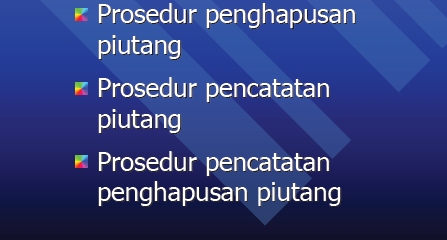 Prosedur penghapusan
piutang
Prosedur pencatatan
piutang
Prosedur pencatatan
penghapusan piutang